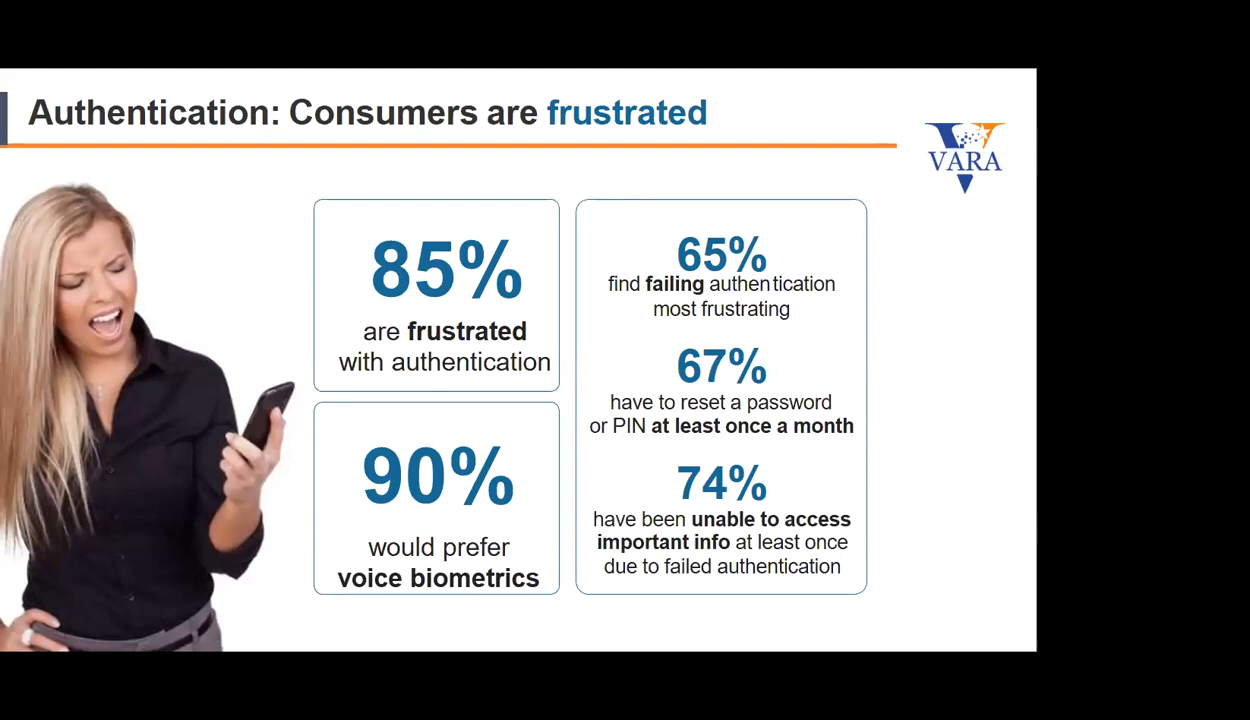 Authentication: Consumers are frustrated
VARA
85%
are frustrated
with authentication
90%
would prefer
voice biometrics
65%
find failing authentication
most frustrating
67%
have to reset a password
or PIN at least once a month
74%
have been unable to access
important info at least once
due to failed authentication